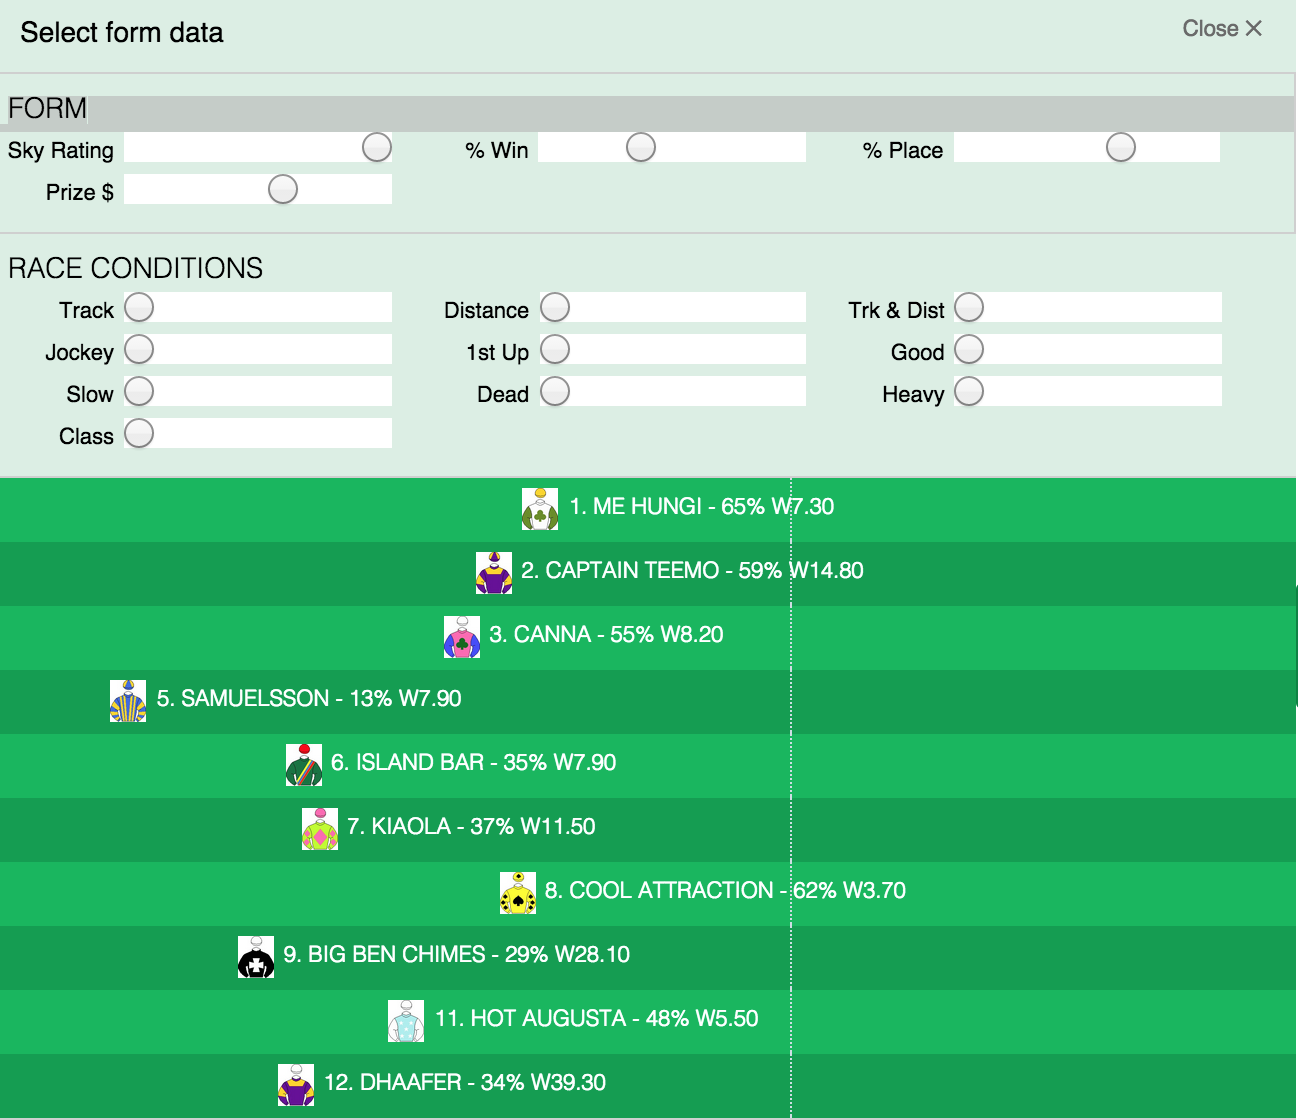 Select form data
Close ×
FORM
Sky Rating
% Win
% Place
Prize $
RACE CONDITIONS
Track
Distance
Trk & Dist
Jockey
1st Up
Good
Slow
Dead
Heavy
Class
1. ME HUNGI - 65% W7.30
2. CAPTAIN TEEMO - 59% W14.80
3. CANNA - 55% W8.20
5. SAMUELSSON - 13% W7.90
6. ISLAND BAR - 35% W7.90
7. KIAOLA - 37% W11.50
8. COOL ATTRACTION - 62% W3.70
9. BIG BEN CHIMES - 29% W28.10
11. HOT AUGUSTA - 48% W5.50
12. DHAAFER - 34% W39.30